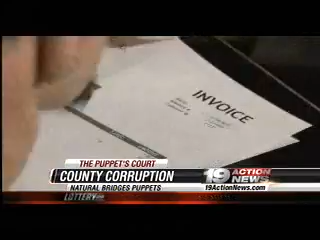 INVOICE
THE PUPPET'S COURT
COUNTY CORRUPTION
NATURAL BRIDGES PUPPETS
19 ACTION NEWS
19ActionNews.com
LOTTERY